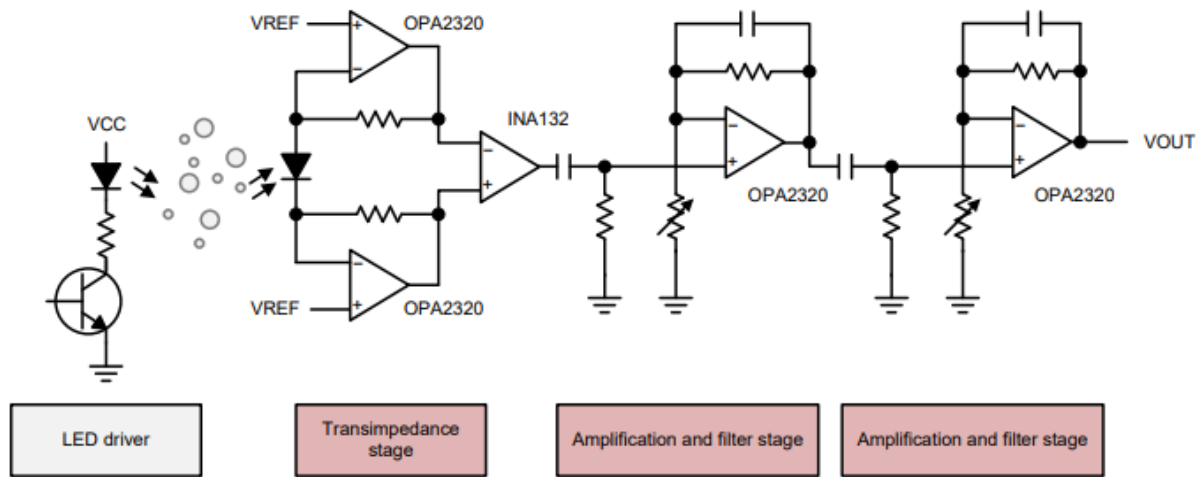 VREF
OPA2320
VCC
INA132
VOUT
OPA2320
OPA2320
VREF
OPA2320
+
−
−
+
−
+
−
+
−
+
LED driver
Transimpedance
stage
Amplification and filter stage
Amplification and filter stage